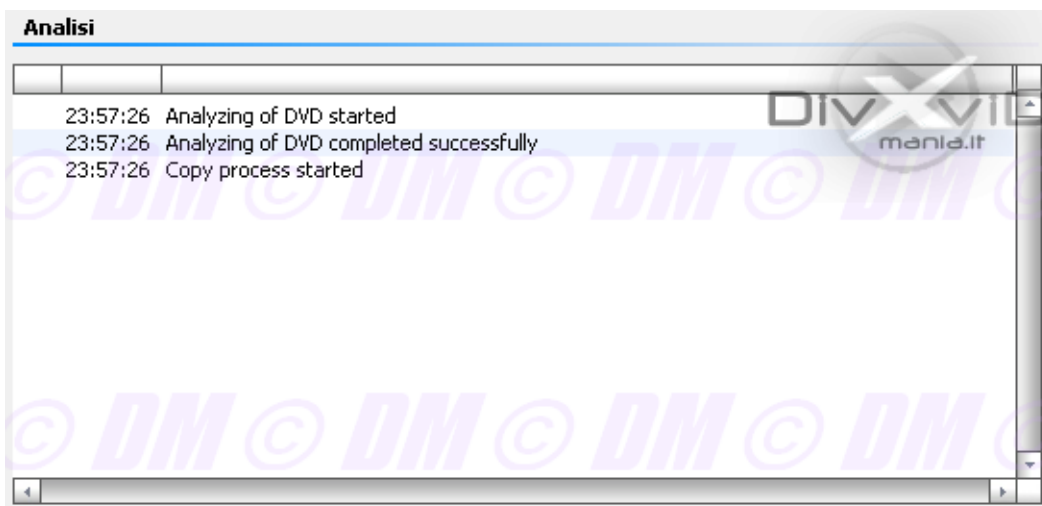 Analisi
DivXviD
mania.it
23:57:26 Analyzing of DVD started
23:57:26 Analyzing of DVD completed successfully
23:57:26 Copy process started
© DM © DM © DM ©
© DM © DM © DM ©